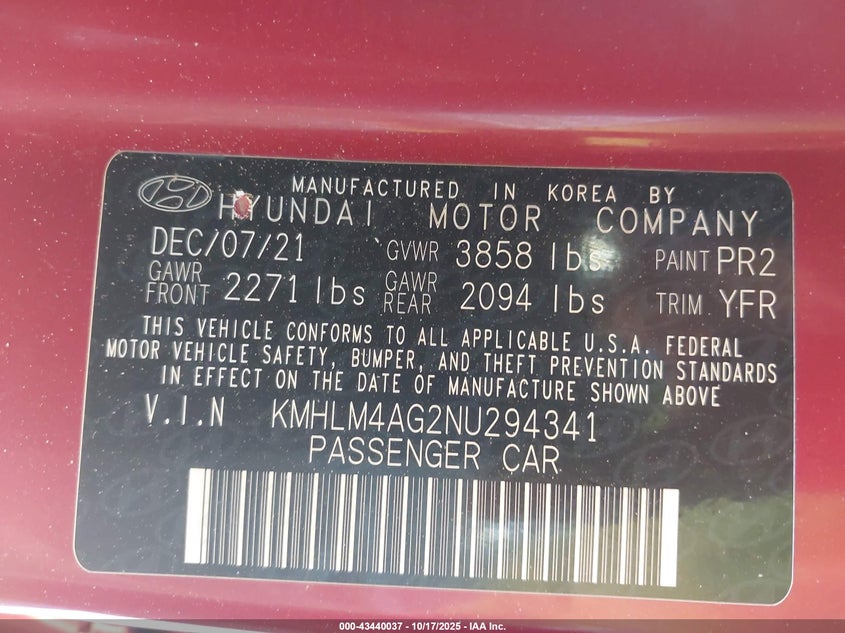 MANUFACTURED IN KOREA BY
HYUNDAI MOTOR COMPANY
DEC/07/21 GVWR 3858 lbs PAINT PR2
GAWR FRONT 2271 lbs GAWR REAR 2094 lbs TRIM YFR
THIS VEHICLE CONFORMS TO ALL APPLICABLE U.S.A. FEDERAL
MOTOR VEHICLE SAFETY, BUMPER, AND THEFT PREVENTION STANDARDS
IN EFFECT ON THE DATE OF MANUFACTURE SHOWN ABOVE
V.I.N KMHLM4AG2NU294341
PASSENGER CAR
000-43440037 - 10/17/2025 - IAA Inc.